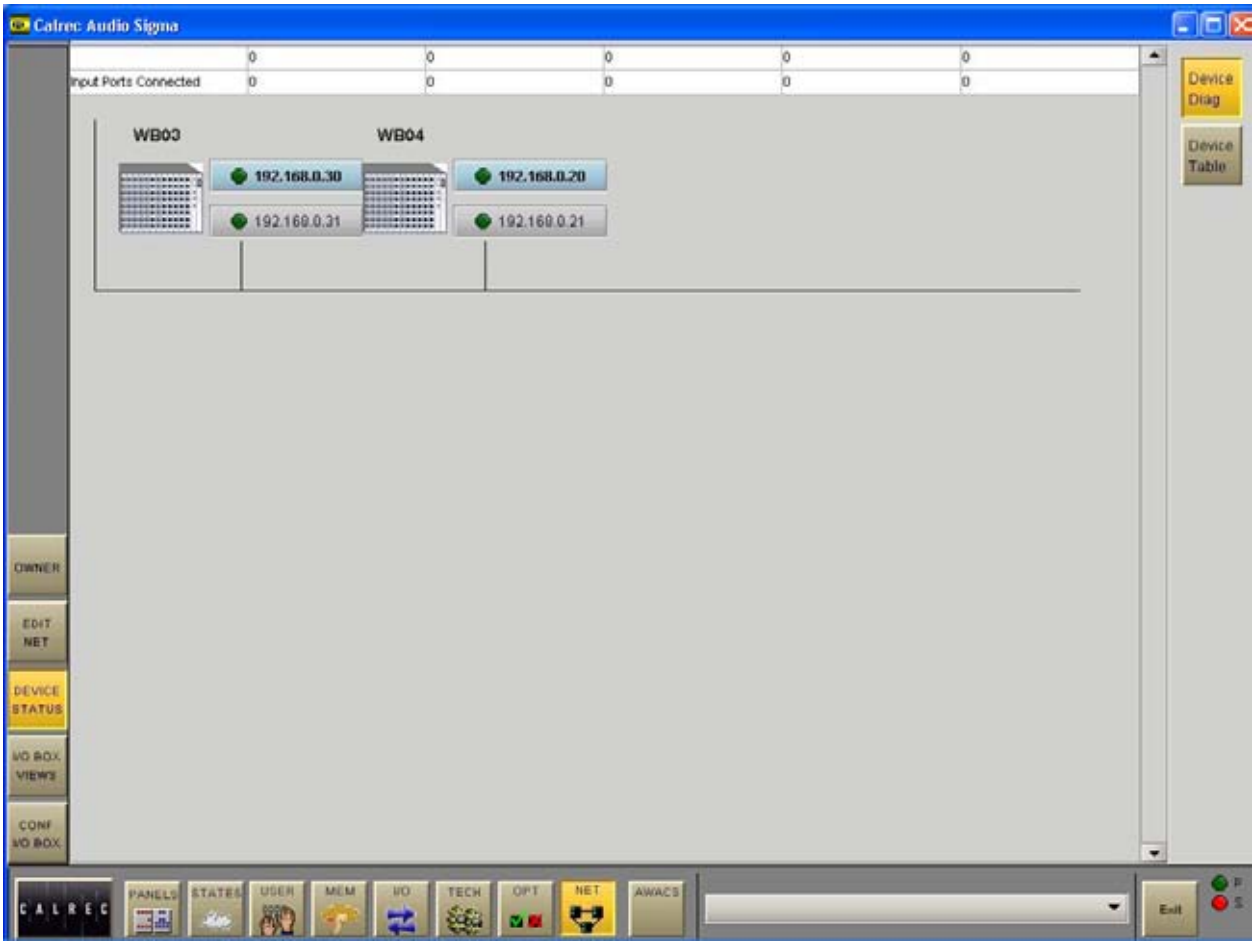 Calrec Audio Sigma
0 0 0 0 0
Input Ports Connected 0 0 0 0 0
Device Diag
Device Table
WB03 WB04
192.168.0.30 192.168.0.20
192.168.0.31 192.168.0.21
OWNER
EDIT NET
DEVICE STATUS
I/O BOX VIEWS
CONF I/O BOX
CALREC PANELS STATES USER MEM I/O TECH OPT NET AWACS Exit
P
S